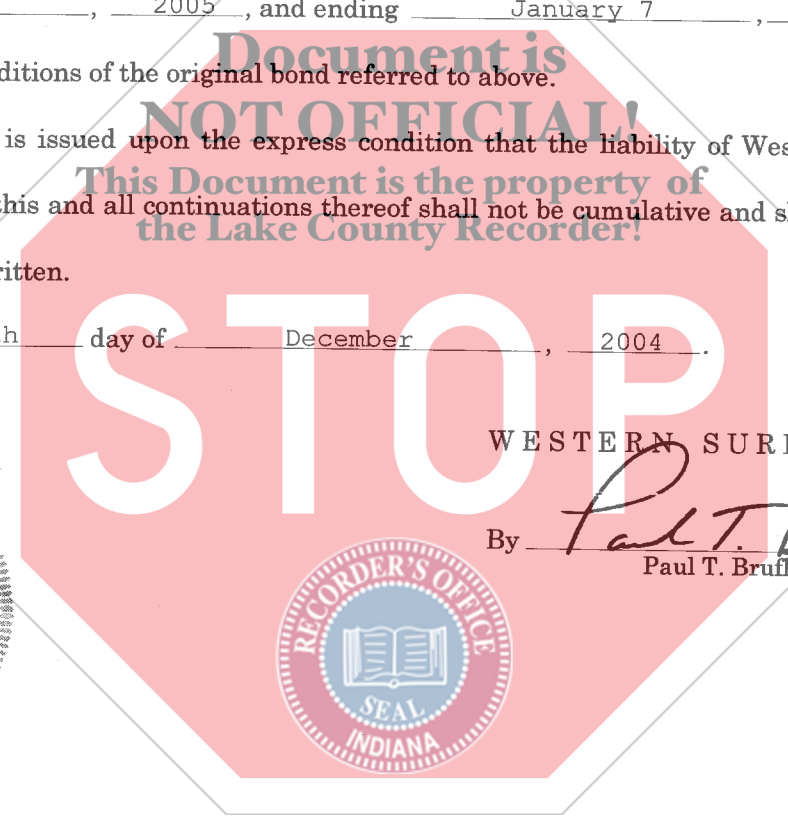 2005, and ending January 7,
Document is
ditions of the original bond referred to above.
NOT OFFICIAL!
is issued upon the express condition that the liability of Wes
This Document is the property of
this and all continuations thereof shall not be cumulative and s
the Lake County Recorder!
ritten.
STOP
h day of December, 2004.
WESTERN SUR
By Paul T.
Paul T. Brufl
RECORDER'S OFFICE
SEAL
INDIANA